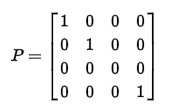 P = 
1 0 0 0
0 1 0 0
0 0 0 0
0 0 0 1